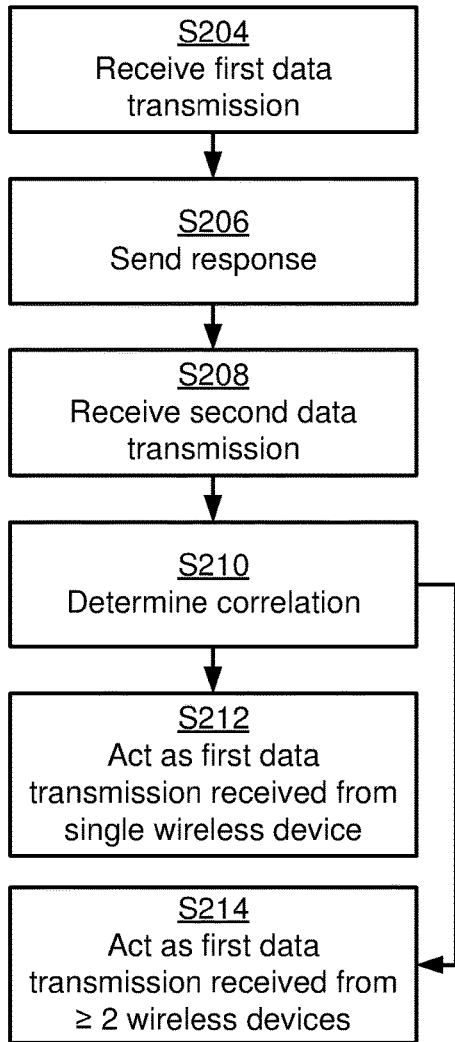 S204
Receive first data
transmission
S206
Send response
S208
Receive second data
transmission
S210
Determine correlation
S212
Act as first data
transmission received from
single wireless device
S214
Act as first data
transmission received from
≥ 2 wireless devices